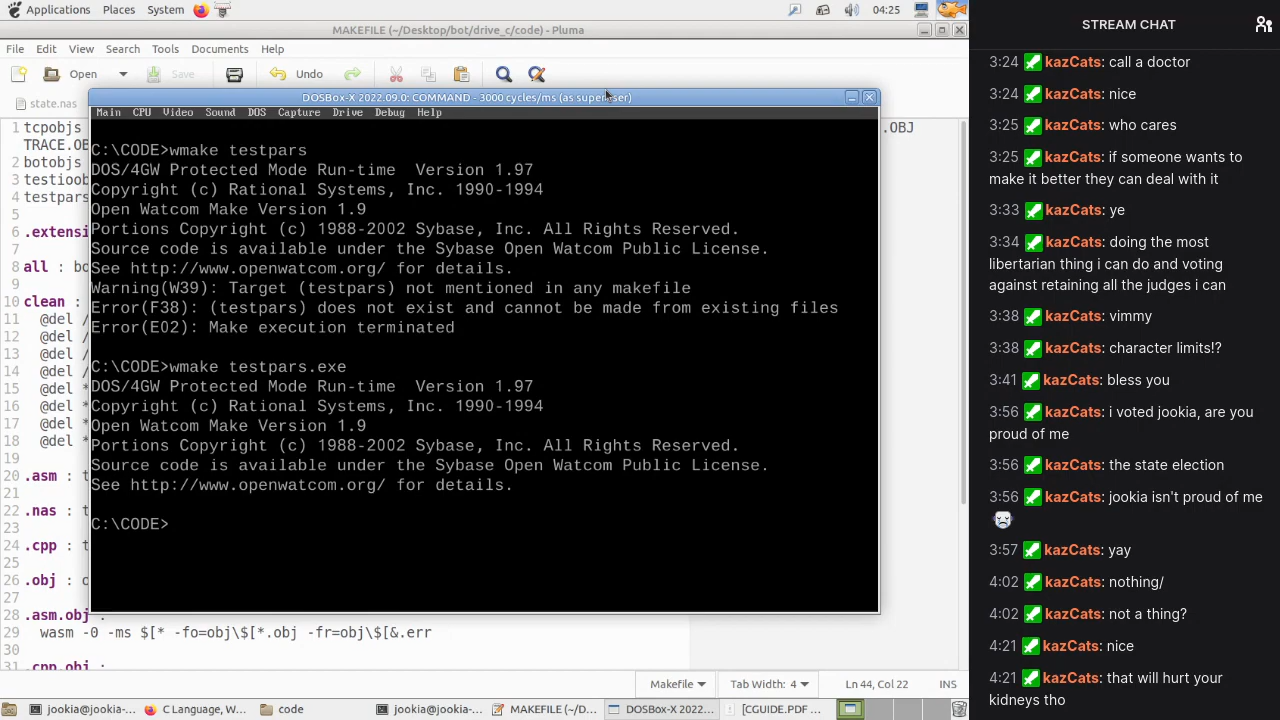 Applications Places System 04:25
MAKEFILE (~/Desktop/bot/drive_c/code) - Pluma
File Edit View Search Tools Documents Help
Open Save Undo
state.nas
DOSBox-X 2022.09.0: COMMAND - 3000 cycles/ms (as superuser)
Main CPU Video Sound DOS Capture Drive Debug Help
1 tcpobjs .OBJ
TRACE.OB
2 botobjs
3 testioob
4 testpars
5
6 .extensi
7
8 all : bo
9
10 clean :
11 @del /
12 @del /
13 @del /
14 @del /
15 @del *
16 @del *
17 @del *
18 @del *
19
20 .asm : t
21
22 .nas : t
23
24 .cpp : t
25
26 .obj : o
27
28 .asm.obj :
29 wasm -0 -ms $[* -fo=obj\$[*.obj -fr=obj\$[&.err
30
31 .cpp.obj :
C:\CODE>wmake testpars
DOS/4GW Protected Mode Run-time Version 1.97
Copyright (c) Rational Systems, Inc. 1990-1994
Open Watcom Make Version 1.9
Portions Copyright (c) 1988-2002 Sybase, Inc. All Rights Reserved.
Source code is available under the Sybase Open Watcom Public License.
See http://www.openwatcom.org/ for details.
Warning(W39): Target (testpars) not mentioned in any makefile
Error(F38): (testpars) does not exist and cannot be made from existing files
Error(E02): Make execution terminated
C:\CODE>wmake testpars.exe
DOS/4GW Protected Mode Run-time Version 1.97
Copyright (c) Rational Systems, Inc. 1990-1994
Open Watcom Make Version 1.9
Portions Copyright (c) 1988-2002 Sybase, Inc. All Rights Reserved.
Source code is available under the Sybase Open Watcom Public License.
See http://www.openwatcom.org/ for details.
C:\CODE>
Makefile Tab Width: 4 Ln 44, Col 22 INS
jookia@jookia-... C Language, W... code jookia@jookia-... MAKEFILE (~/D... DOSBox-X 2022... [CGUIDE.PDF ...
STREAM CHAT
3:24 kazCats: call a doctor
3:24 kazCats: nice
3:25 kazCats: who cares
3:25 kazCats: if someone wants to
make it better they can deal with it
3:33 kazCats: ye
3:34 kazCats: doing the most
libertarian thing i can do and voting
against retaining all the judges i can
3:38 kazCats: vimmy
3:38 kazCats: character limits!?
3:41 kazCats: bless you
3:56 kazCats: i voted jookia, are you
proud of me
3:56 kazCats: the state election
3:56 kazCats: jookia isn't proud of me
3:57 kazCats: yay
4:02 kazCats: nothing/
4:02 kazCats: not a thing?
4:21 kazCats: nice
4:21 kazCats: that will hurt your
kidneys tho